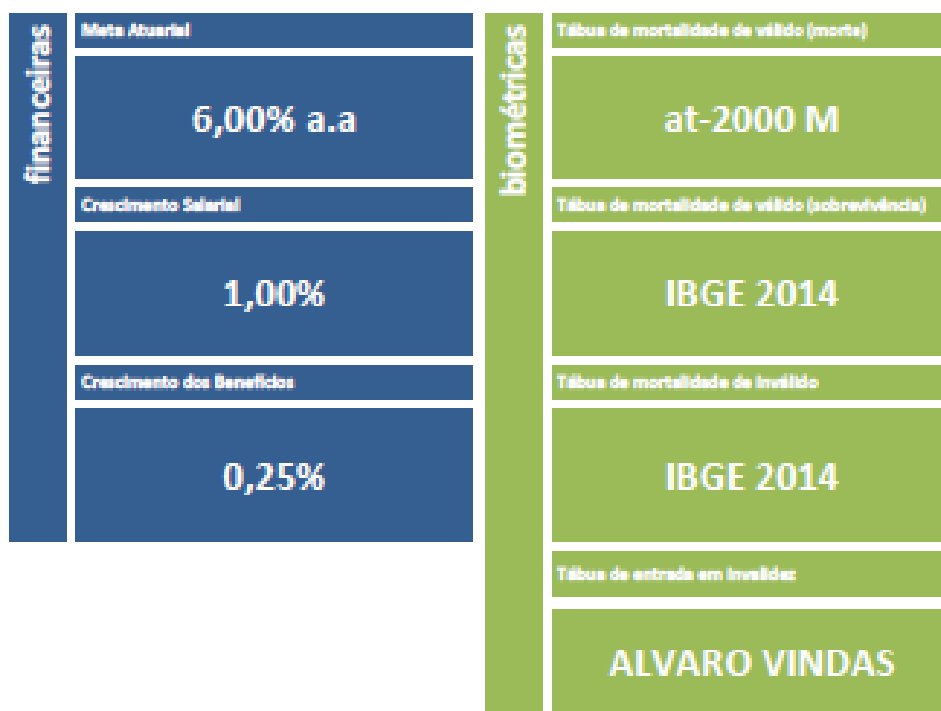 financeiras
Meta Atuarial
6,00% a.a
Crescimento Salarial
1,00%
Crescimento dos Benefícios
0,25%
biométricas
Tábua de mortalidade de válido (morte)
at-2000 M
Tábua de mortalidade de válido (sobrevivência)
IBGE 2014
Tábua de mortalidade de Inválido
IBGE 2014
Tábua de entrada em Invalidez
ALVARO VINDAS